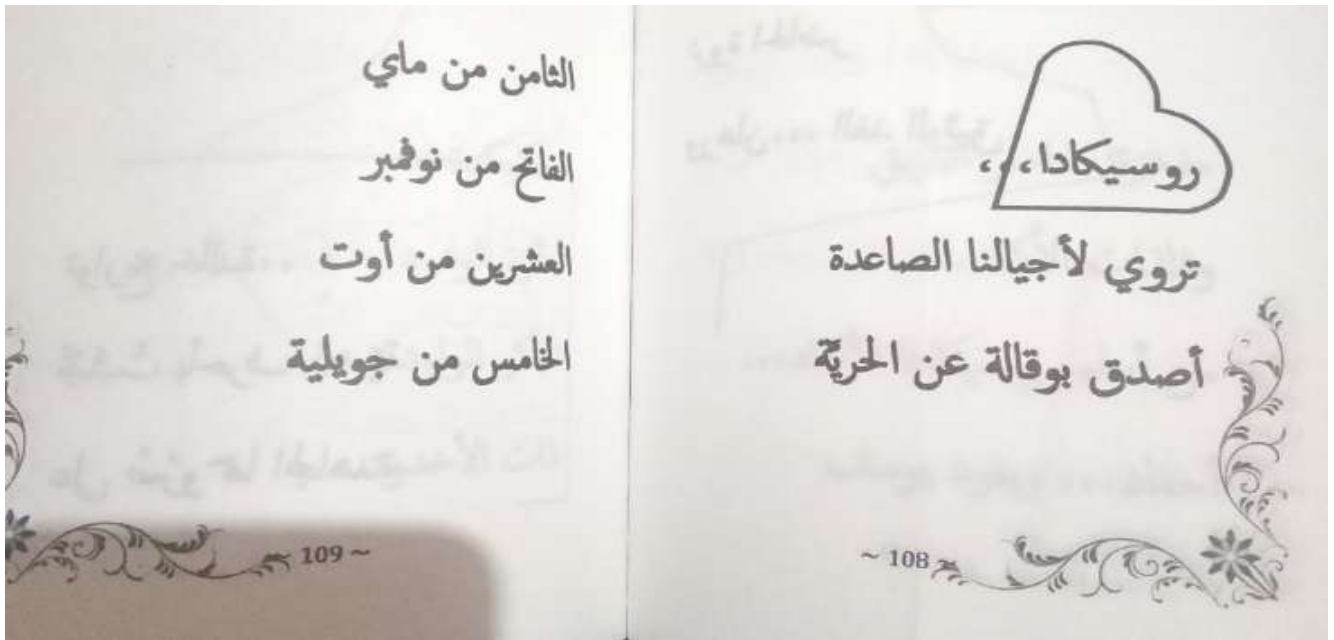 روسيكادا،،،
تروي لأجيالنا الصاعدة
أصدق بوقالة عن الحريّة
~ 108 ~
الثامن من ماي
الفاتح من نوفمبر
العشرين من أوت
الخامس من جويلية
~ 109 ~